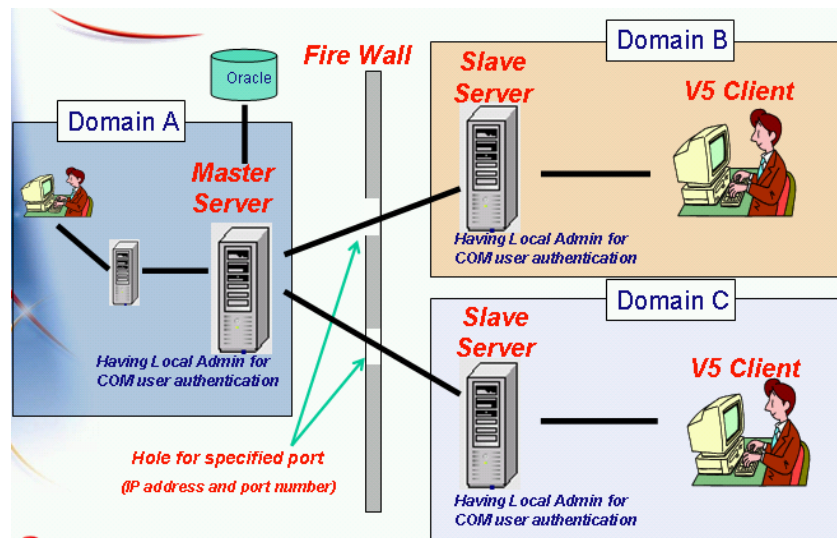 Domain A
Oracle
Master
Server
Having Local Admin for
COM user authentication
Fire Wall
Hole for specified port
(IP address and port number)
Domain B
Slave
Server
V5 Client
Having Local Admin for
COM user authentication
Domain C
Slave
Server
V5 Client
Having Local Admin for
COM user authentication